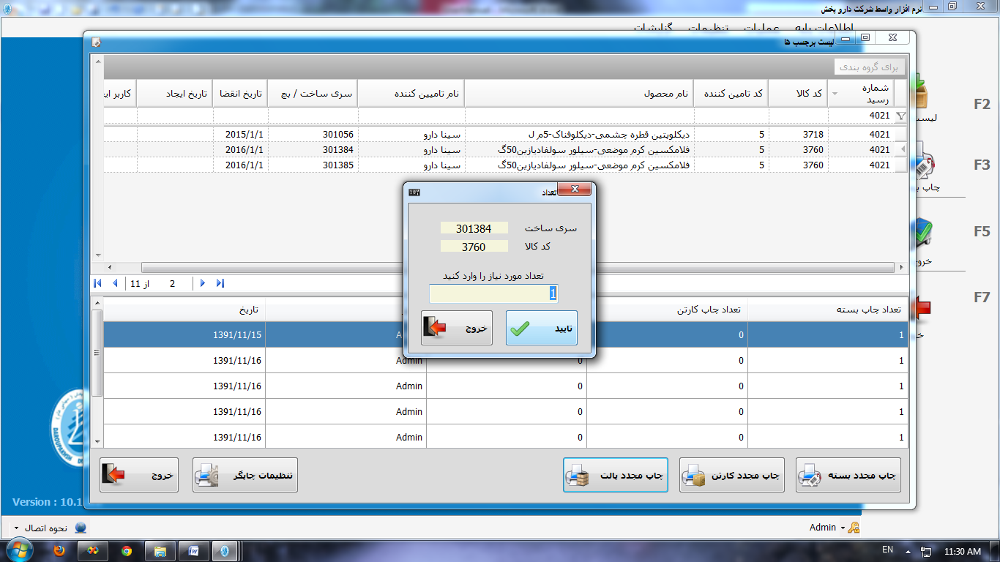 نرم افزار واسط شرکت دارو پخش
اطلاعات پایه عملیات تنظیمات گزارشات
لیست برچسب ها
برای گروه بندی
شماره رسید کد کالا کد تامین کننده نام محصول نام تامیین کننده سری ساخت / بچ تاریخ انقضا تاریخ ایجاد کاربر
4021
4021 3718 5 دیکلوپتین قطره چشمی-دیکلوفناک-5م ل سینا دارو 301056 2015/1/1
4021 3760 5 فلامکسین کرم موضعی-سیلور سولفادیازین50گ سینا دارو 301384 2016/1/1
4021 3760 5 فلامکسین کرم موضعی-سیلور سولفادیازین50گ سینا دارو 301385 2016/1/1
2 از 11
تعداد
سری ساخت 301384
کد کالا 3760
تعداد مورد نیاز را وارد کنید
1
تایید خروج
تعداد چاپ بسته تعداد چاپ کارتن تاریخ
1 0 1391/11/15
1 0 0 Admin 1391/11/16
1 0 0 Admin 1391/11/16
1 0 0 Admin 1391/11/16
1 0 0 Admin 1391/11/16
چاپ مجدد بسته چاپ مجدد کارتن چاپ مجدد پالت تنظیمات چاپگر خروج
F2
F3
چاپ
F5
F7
Version : 10.1
Admin نحوه اتصال
EN 11:30 AM